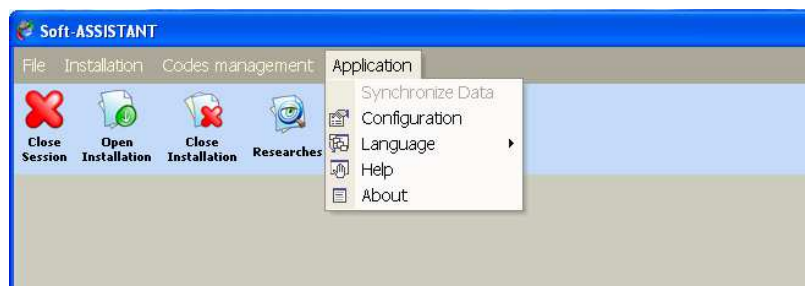 Soft-ASSISTANT
File Installation Codes management Application
Close Session
Open Installation
Close Installation
Researches
Synchronize Data
Configuration
Language
Help
About